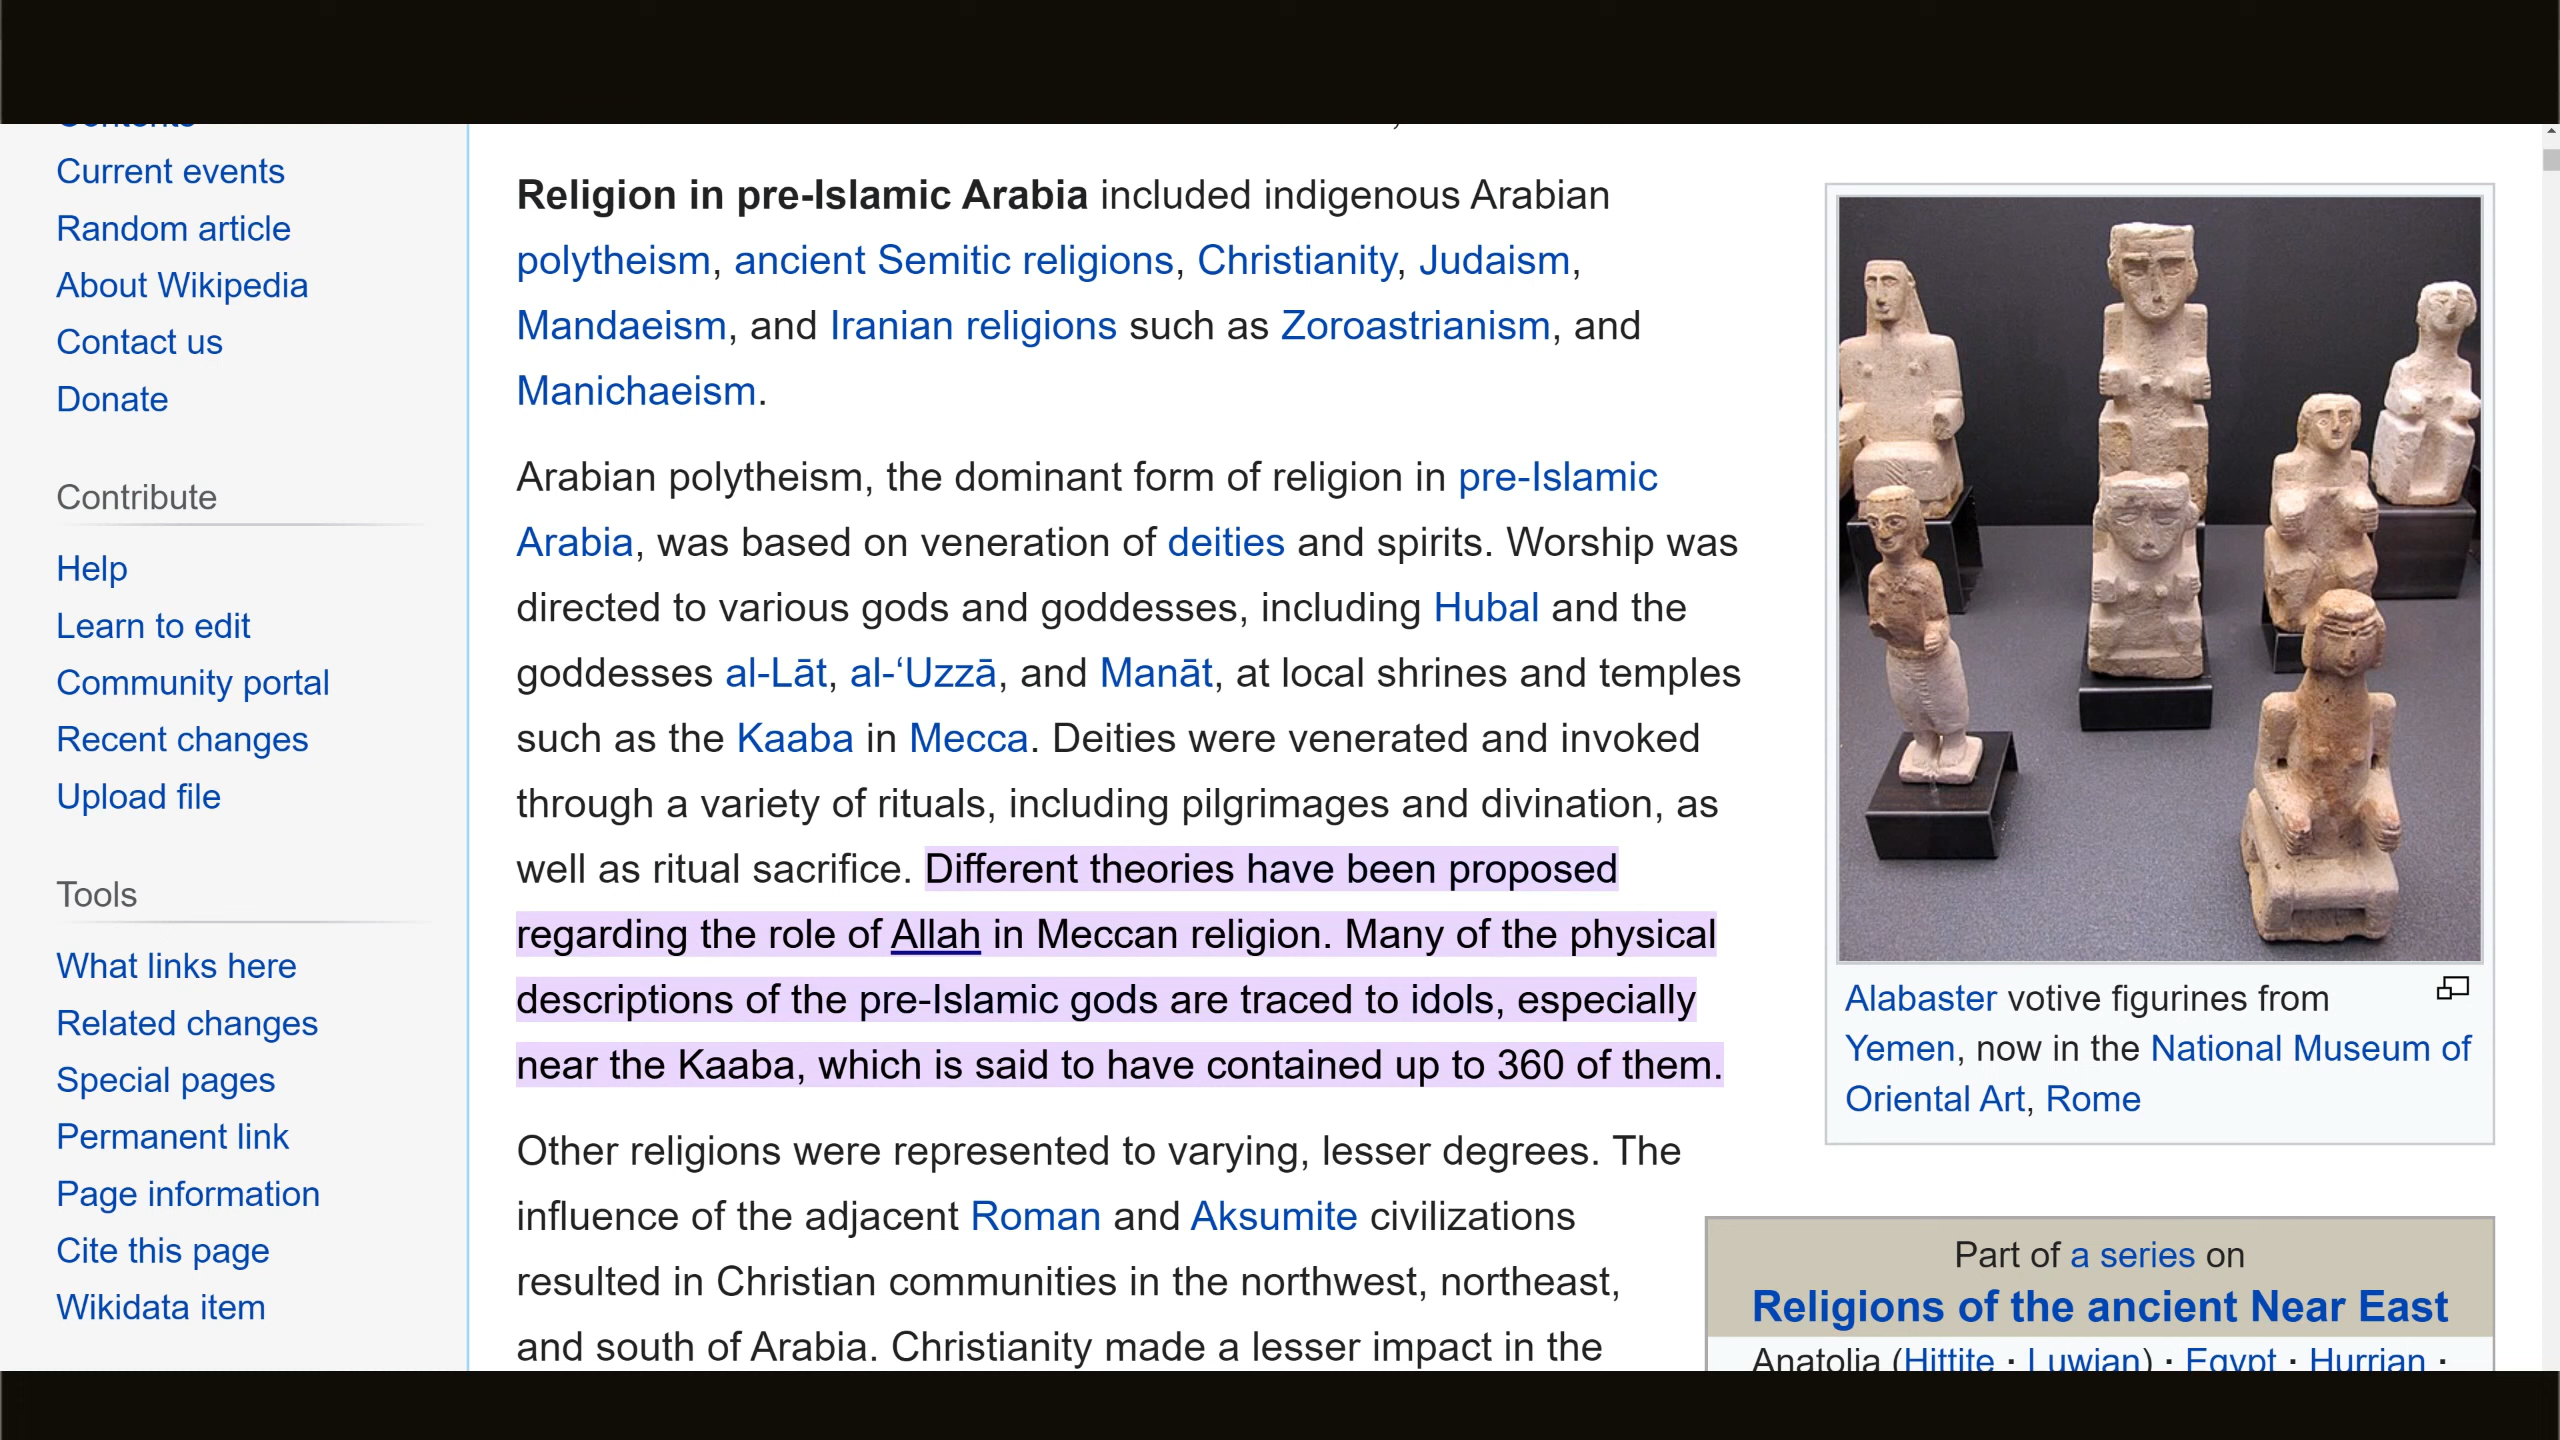 Contents
Current events
Random article
About Wikipedia
Contact us
Donate
Contribute
Help
Learn to edit
Community portal
Recent changes
Upload file
Tools
What links here
Related changes
Special pages
Permanent link
Page information
Cite this page
Wikidata item
Religion in pre-Islamic Arabia included indigenous Arabian
polytheism, ancient Semitic religions, Christianity, Judaism,
Mandaeism, and Iranian religions such as Zoroastrianism, and
Manichaeism.
Arabian polytheism, the dominant form of religion in pre-Islamic
Arabia, was based on veneration of deities and spirits. Worship was
directed to various gods and goddesses, including Hubal and the
goddesses al-Lāt, al-‘Uzzā, and Manāt, at local shrines and temples
such as the Kaaba in Mecca. Deities were venerated and invoked
through a variety of rituals, including pilgrimages and divination, as
well as ritual sacrifice. Different theories have been proposed
regarding the role of Allah in Meccan religion. Many of the physical
descriptions of the pre-Islamic gods are traced to idols, especially
near the Kaaba, which is said to have contained up to 360 of them.
Other religions were represented to varying, lesser degrees. The
influence of the adjacent Roman and Aksumite civilizations
resulted in Christian communities in the northwest, northeast,
and south of Arabia. Christianity made a lesser impact in the
Alabaster votive figurines from
Yemen, now in the National Museum of
Oriental Art, Rome
Part of a series on
Religions of the ancient Near East
Anatolia (Hittite · Luwian) · Egypt · Hurrian ·